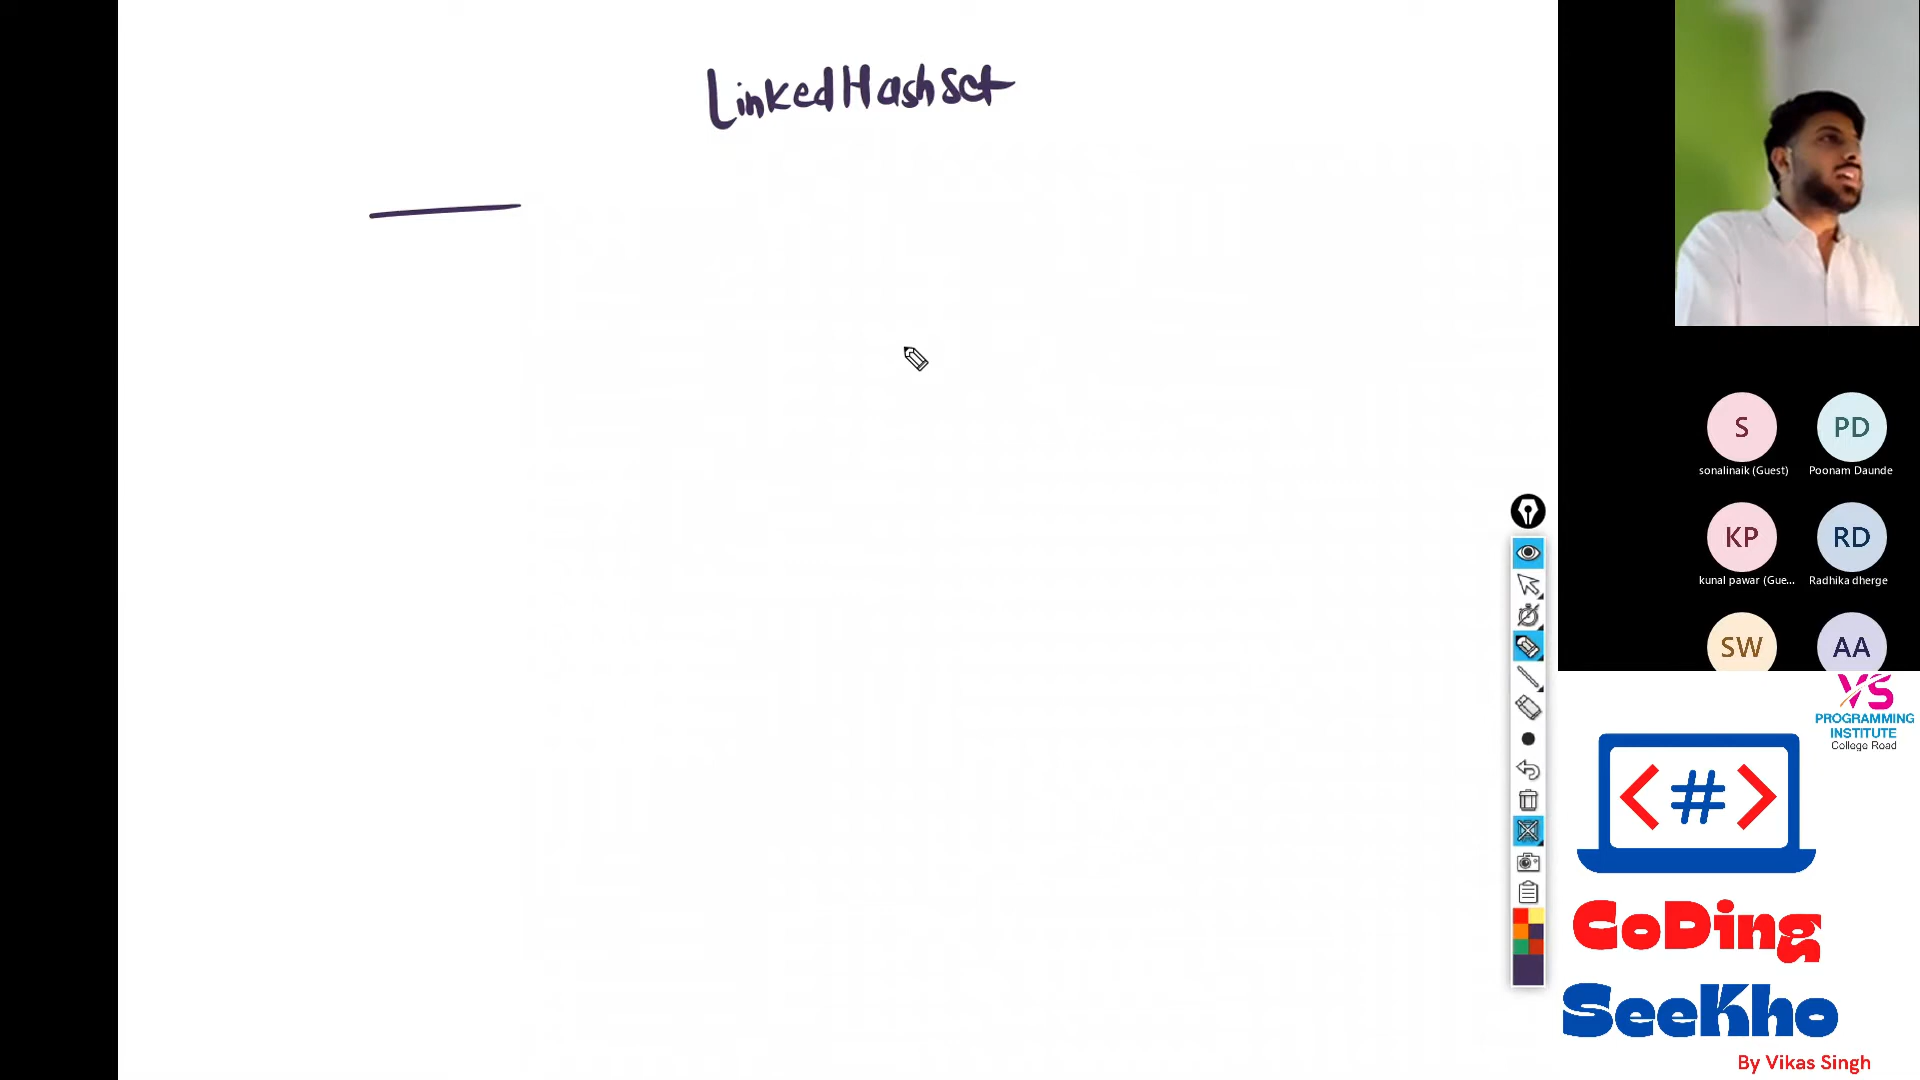 LinkedHashSet
S
PD
sonalinaik (Guest)
Poonam Daunde
KP
RD
kunal pawar (Gue...
Radhika dherge
SW
AA
VS
PROGRAMMING
INSTITUTE
College Road
< # >
CoDing
SeeKho
By Vikas Singh